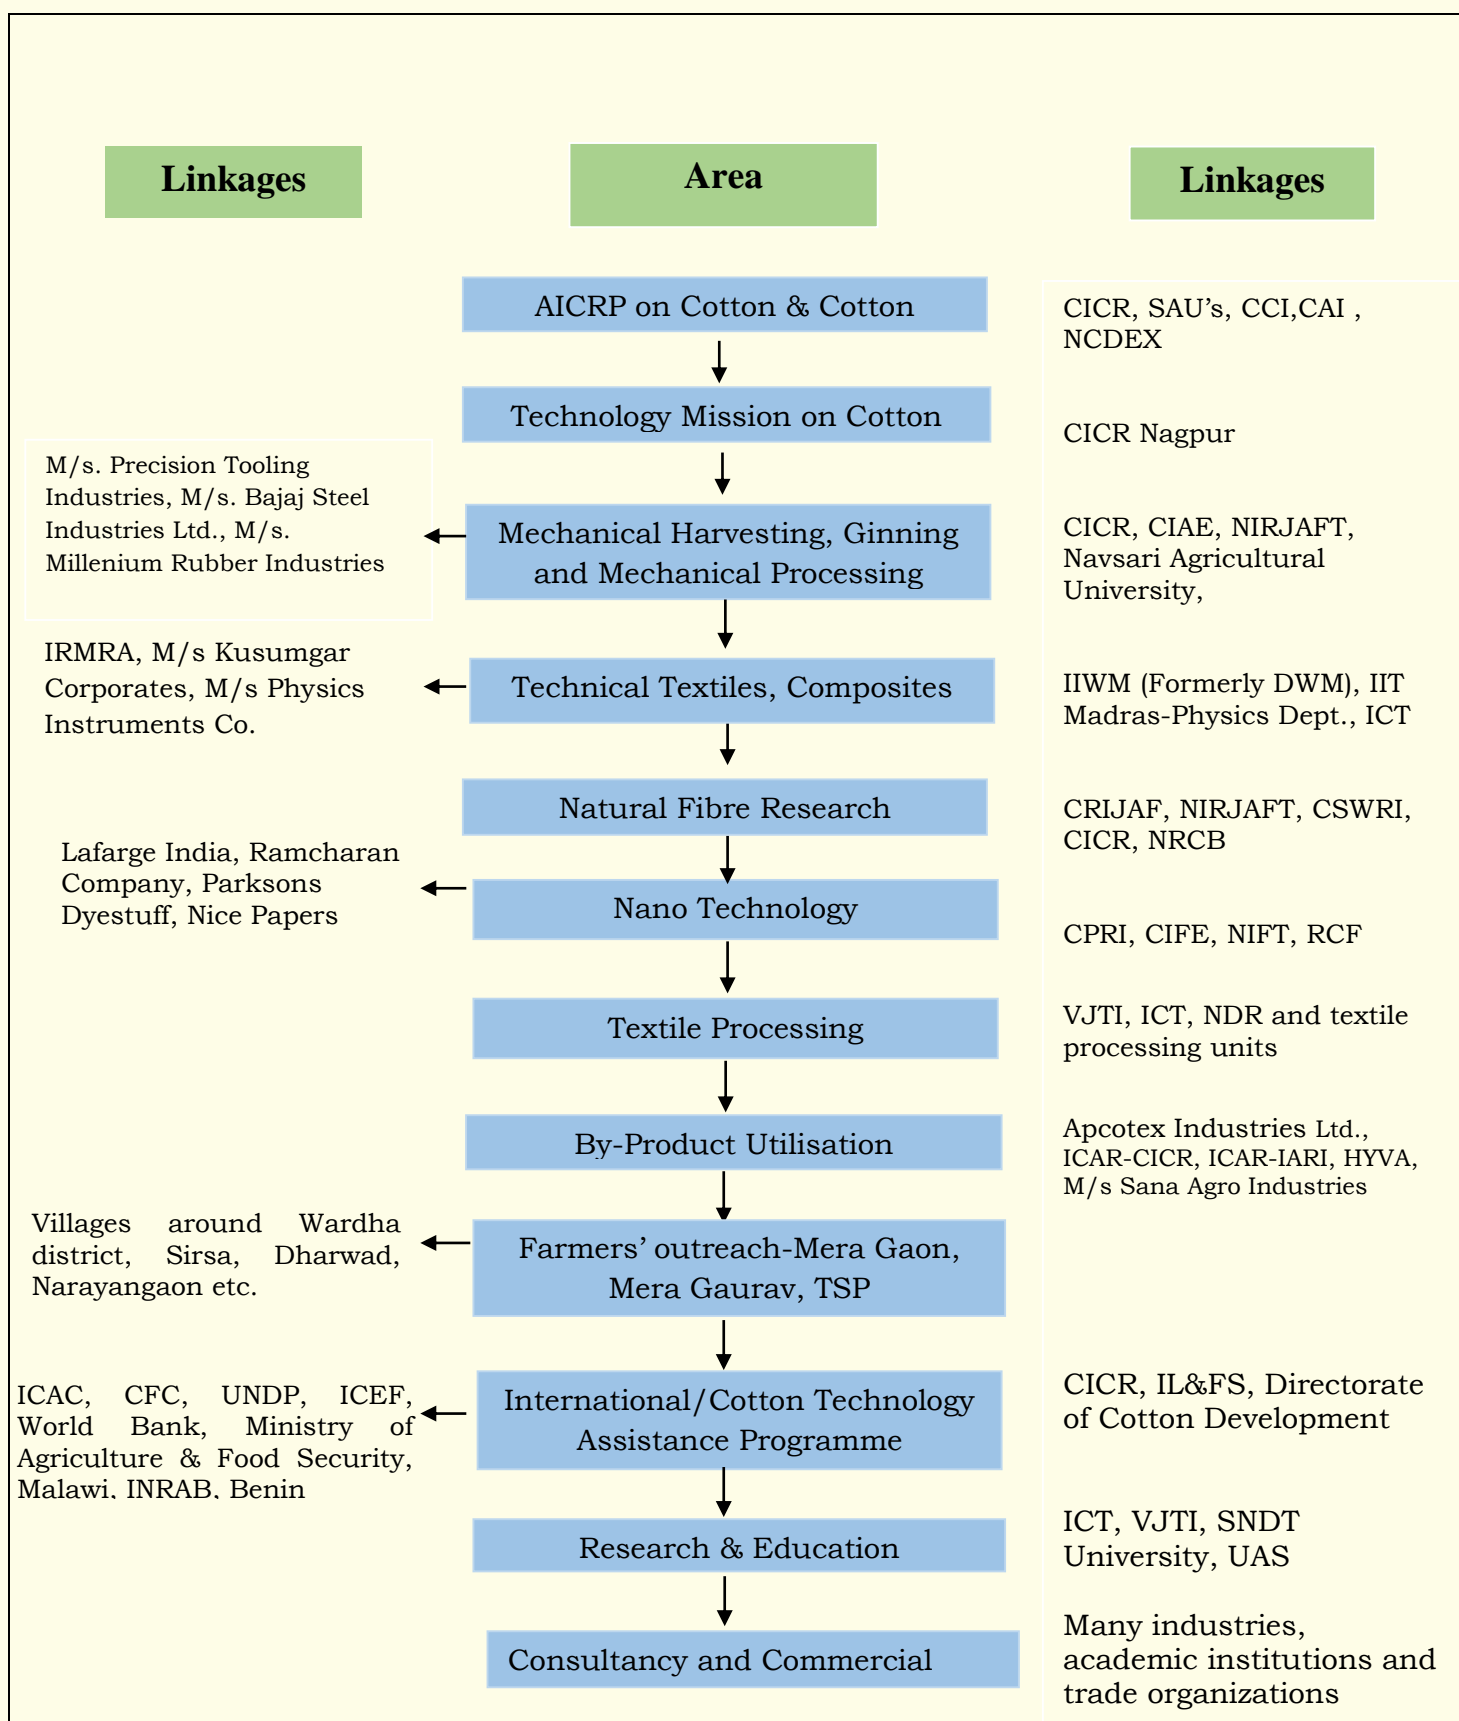 Linkages
Area
Linkages
AICRP on Cotton & Cotton
CICR, SAU's, CCI,CAI ,
NCDEX
Technology Mission on Cotton
CICR Nagpur
M/s. Precision Tooling
Industries, M/s. Bajaj Steel
Industries Ltd., M/s.
Millenium Rubber Industries
Mechanical Harvesting, Ginning
and Mechanical Processing
CICR, CIAE, NIRJAFT,
Navsari Agricultural
University,
IRMRA, M/s Kusumgar
Corporates, M/s Physics
Instruments Co.
Technical Textiles, Composites
IIWM (Formerly DWM), IIT
Madras-Physics Dept., ICT
Natural Fibre Research
CRIJAF, NIRJAFT, CSWRI,
CICR, NRCB
Lafarge India, Ramcharan
Company, Parksons
Dyestuff, Nice Papers
Nano Technology
CPRI, CIFE, NIFT, RCF
Textile Processing
VJTI, ICT, NDR and textile
processing units
By-Product Utilisation
Apcotex Industries Ltd.,
ICAR-CICR, ICAR-IARI, HYVA,
M/s Sana Agro Industries
Villages around Wardha
district, Sirsa, Dharwad,
Narayangaon etc.
Farmers' outreach-Mera Gaon,
Mera Gaurav, TSP
ICAC, CFC, UNDP, ICEF,
World Bank, Ministry of
Agriculture & Food Security,
Malawi, INRAB, Benin
International/Cotton Technology
Assistance Programme
CICR, IL&FS, Directorate
of Cotton Development
Research & Education
ICT, VJTI, SNDT
University, UAS
Consultancy and Commercial
Many industries,
academic institutions and
trade organizations